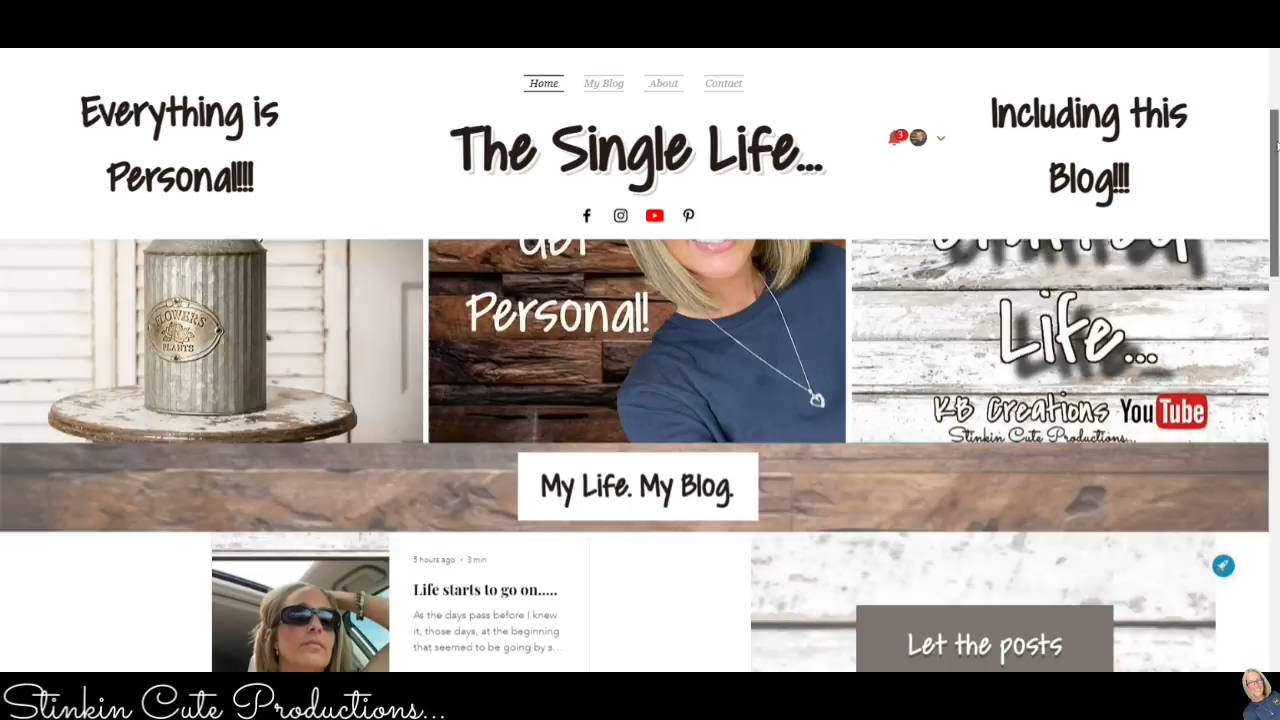 Home My Blog About Contact
Everything is
Personal!!!!
The Single Life...
3
Including this
Blog!!!
Get
Personal!
FLOWERS
PLANTS
Life...
KB Creations YouTube
Stinkin Cute Productions...
My Life. My Blog.
5 hours ago • 3 min
Life starts to go on.....
As the days pass before I knew
it, those days, at the beginning
that seemed to be going by s...
Let the posts
Stinkin Cute Productions...